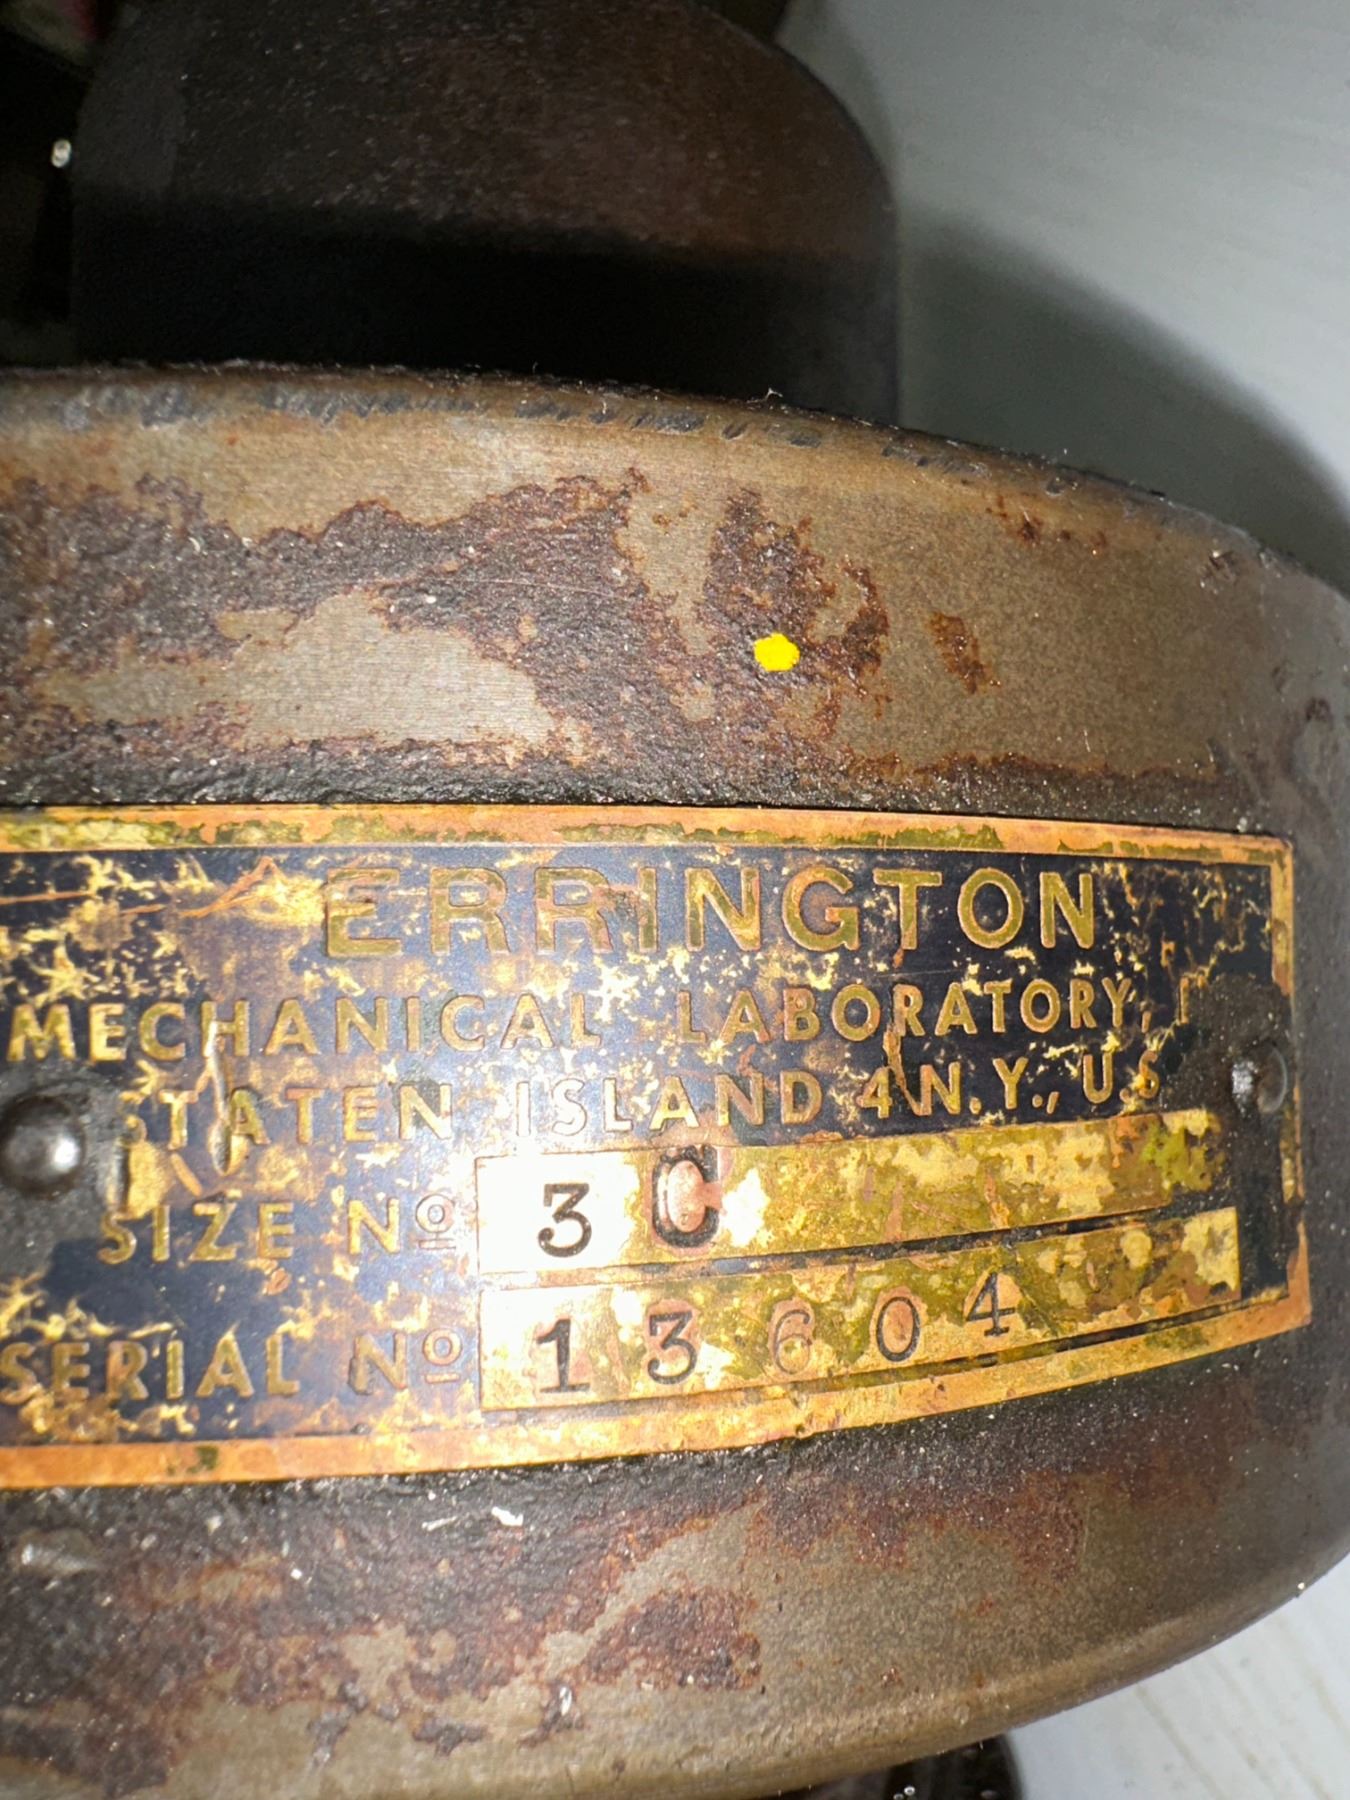 ERRINGTON
MECHANICAL LABORATORY,
STATEN ISLAND 4 N.Y., U.S
SIZE Nº 3C
SERIAL Nº 13604